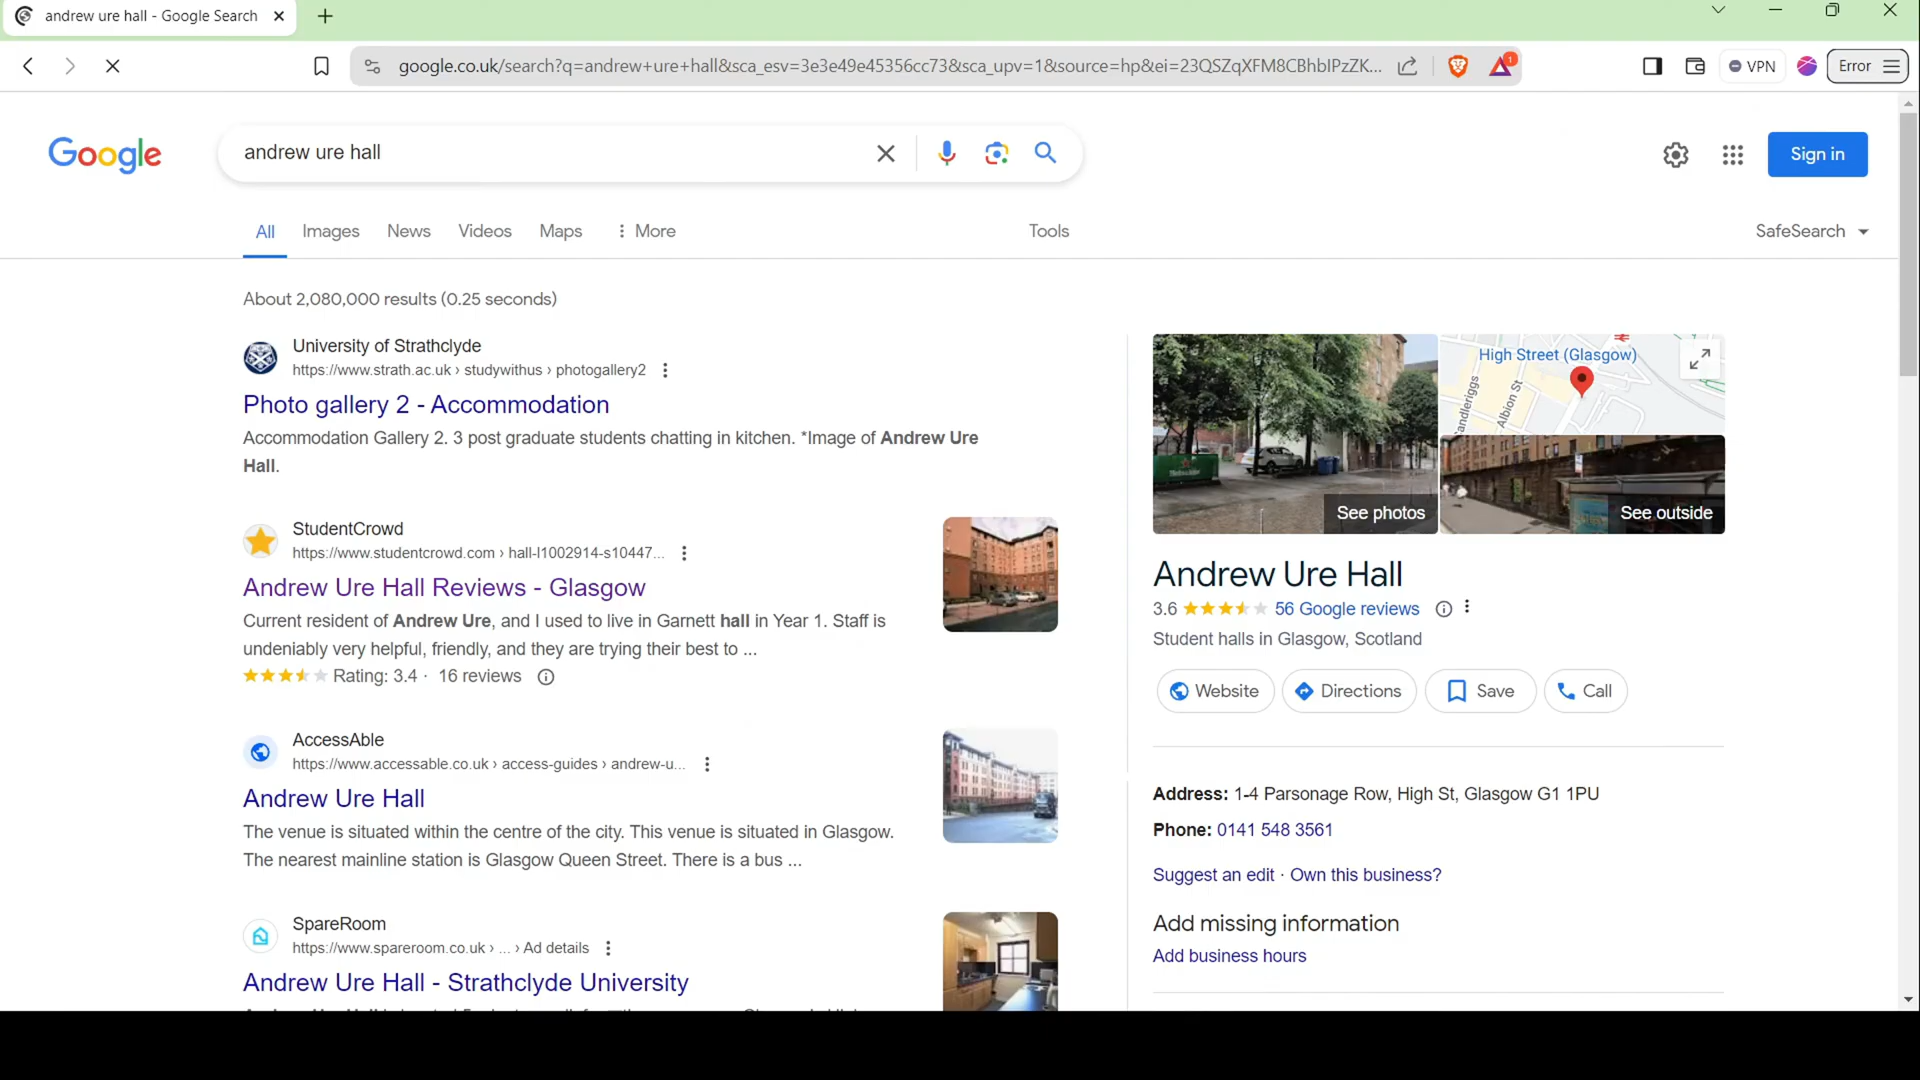 andrew ure hall - Google Search
google.co.uk/search?q=andrew+ure+hall&sca_esv=3e3e49e45356cc73&sca_upv=1&source=hp&ei=23QSZqXFM8CBhbIPzZK...
1
VPN
Error
Google
andrew ure hall
Sign in
All
Images
News
Videos
Maps
More
Tools
SafeSearch
About 2,080,000 results (0.25 seconds)
University of Strathclyde
https://www.strath.ac.uk › studywithus › photogallery2
Photo gallery 2 - Accommodation
Accommodation Gallery 2. 3 post graduate students chatting in kitchen. *Image of Andrew Ure
Hall.
StudentCrowd
https://www.studentcrowd.com › hall-l1002914-s10447...
Andrew Ure Hall Reviews - Glasgow
Current resident of Andrew Ure, and I used to live in Garnett hall in Year 1. Staff is
undeniably very helpful, friendly, and they are trying their best to ...
Rating: 3.4 · 16 reviews
AccessAble
https://www.accessable.co.uk › access-guides › andrew-u...
Andrew Ure Hall
The venue is situated within the centre of the city. This venue is situated in Glasgow.
The nearest mainline station is Glasgow Queen Street. There is a bus ...
SpareRoom
https://www.spareroom.co.uk › ... › Ad details
Andrew Ure Hall - Strathclyde University
High Street (Glasgow)
andleriggs
Albion St
See photos
See outside
Andrew Ure Hall
3.6
56 Google reviews
Student halls in Glasgow, Scotland
Website
Directions
Save
Call
Address: 1-4 Parsonage Row, High St, Glasgow G1 1PU
Phone: 0141 548 3561
Suggest an edit · Own this business?
Add missing information
Add business hours